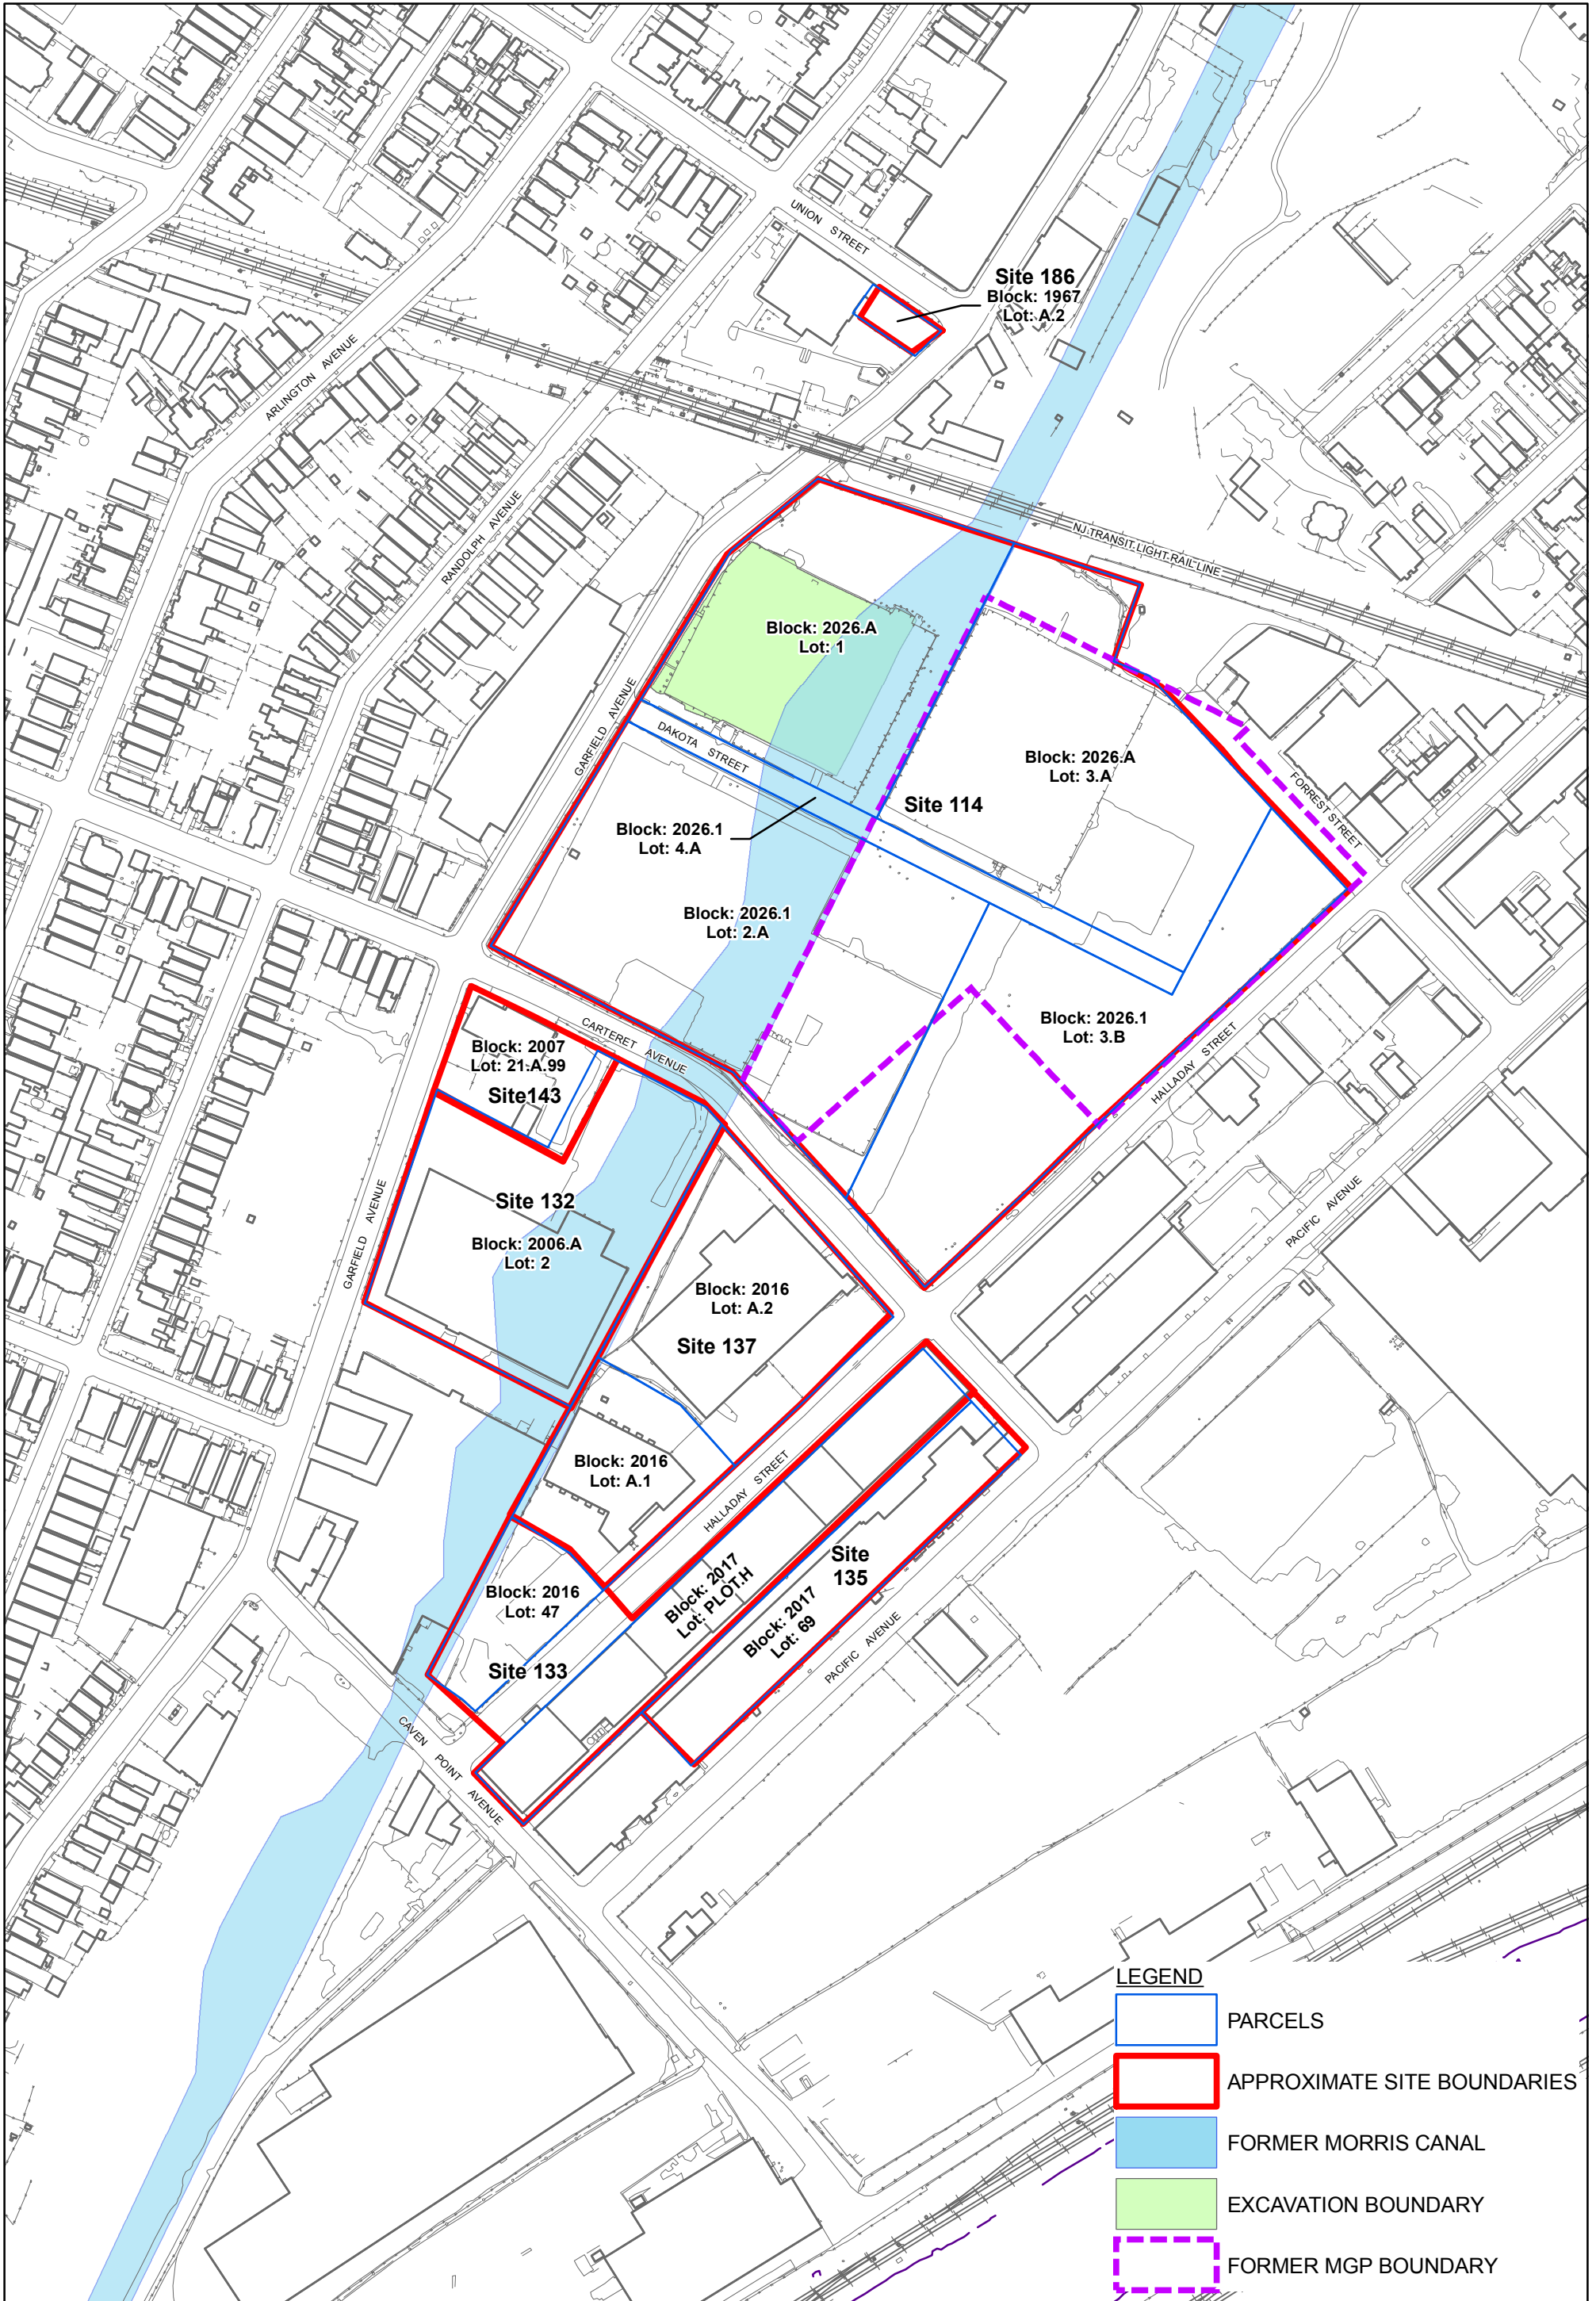 UNION STREET
Site 186
Block: 1967
Lot: A.2
ARLINGTON AVENUE
RANDOLPH AVENUE
NJ TRANSIT LIGHT RAIL LINE
Block: 2026.A
Lot: 1
GARFIELD AVENUE
DAKOTA STREET
Block: 2026.A
Lot: 3.A
Site 114
FORREST STREET
Block: 2026.1
Lot: 4.A
Block: 2026.1
Lot: 2.A
Block: 2026.1
Lot: 3.B
CARTERET AVENUE
HALLADAY STREET
Block: 2007
Lot: 21.A.99
Site143
PACIFIC AVENUE
GARFIELD AVENUE
Site 132
Block: 2006.A
Lot: 2
Block: 2016
Lot: A.2
Site 137
Block: 2016
Lot: A.1
HALLADAY STREET
Site
135
Block: 2016
Lot: 47
Block: 2017
Lot: PLOT.H
Block: 2017
Lot: 69
PACIFIC AVENUE
Site 133
CAVEN POINT AVENUE
LEGEND
PARCELS
APPROXIMATE SITE BOUNDARIES
FORMER MORRIS CANAL
EXCAVATION BOUNDARY
FORMER MGP BOUNDARY